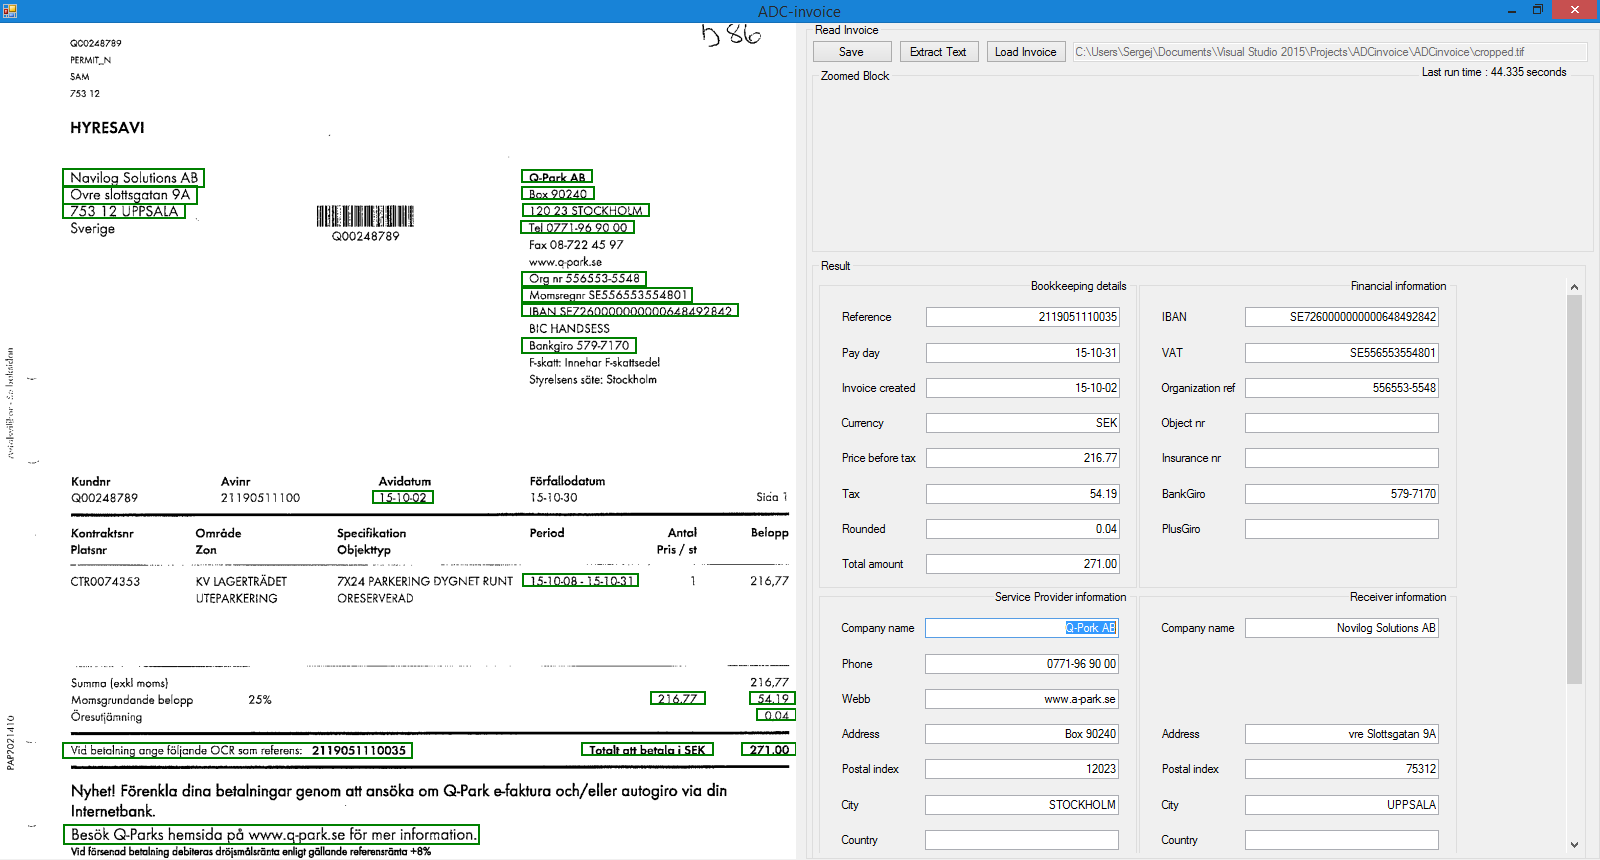 ADC-invoice
Q00248789
PERMIT_N
SAM
753 12
HYRESAVI
Navilog Solutions AB
Ovre slottsgatan 9A
753 12 UPPSALA
Sverige
Q00248789
Q-Park AB
Box 90240
120 23 STOCKHOLM
Tel 0771-96 90 00
Fax 08-722 45 97
www.q-park.se
Org nr 556553-5548
Momsregnr SE556553554801
IBAN SE7260000000000648492842
BIC HANDSESS
Bankgiro 579-7170
F-skatt: Innehar F-skattsedel
Styrelsens säte: Stockholm
Kundnr Avinr Avidatum Förfallodatum
Q00248789 21190511100 15-10-02 15-10-30 Sida 1
Kontraktsnr Område Specifikation Period Antal Belopp
Platsnr Zon Objekttyp Pris / st
CTR0074353 KV LAGERTRÄDET 7X24 PARKERING DYGNET RUNT 15-10-08 - 15-10-31 1 216,77
UTEPARKERING ORESERVERAD
Summa (exkl moms) 216,77
Momsgrundande belopp 25% 216,77 54,19
Öresutjämning 0,04
Vid betalning ange följande OCR som referens: 2119051110035 Totalt att betala i SEK 271.00
Nyhet! Förenkla dina betalningar genom att ansöka om Q-Park e-faktura och/eller autogiro via din
Internetbank.
Besök Q-Parks hemsida på www.q-park.se för mer information.
Vid försenad betalning debiteras dröjsmålsränta enligt gällande referensränta +8%
PAP2021410
Read Invoice
Save Extract Text Load Invoice C:\Users\Sergej\Documents\Visual Studio 2015\Projects\ADCinvoice\ADCinvoice\cropped.tif
Zoomed Block Last run time : 44.335 seconds
Result
Bookkeeping details
Reference 2119051110035
Pay day 15-10-31
Invoice created 15-10-02
Currency SEK
Price before tax 216.77
Tax 54.19
Rounded 0.04
Total amount 271.00
Financial information
IBAN SE7260000000000648492842
VAT SE556553554801
Organization ref 556553-5548
Object nr
Insurance nr
BankGiro 579-7170
PlusGiro
Service Provider information
Company name Q-Pork AB
Phone 0771-96 90 00
Webb www.a-park.se
Address Box 90240
Postal index 12023
City STOCKHOLM
Country
Receiver information
Company name Novilog Solutions AB
Address vre Slottsgatan 9A
Postal index 75312
City UPPSALA
Country